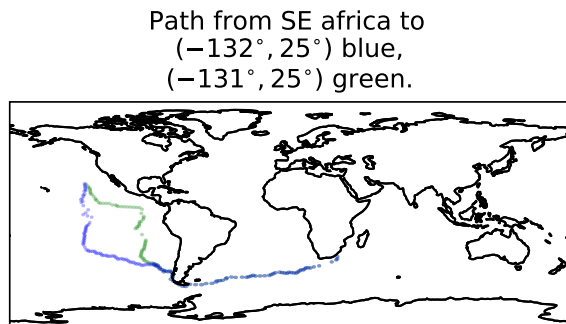 Path from SE africa to
(−132°, 25°) blue,
(−131°, 25°) green.